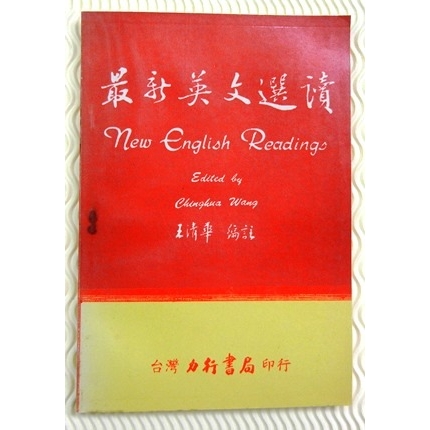 最新英文選讀
New English Readings
Edited by
Chinghua Wang
王清華 編註
台灣力行書局印行